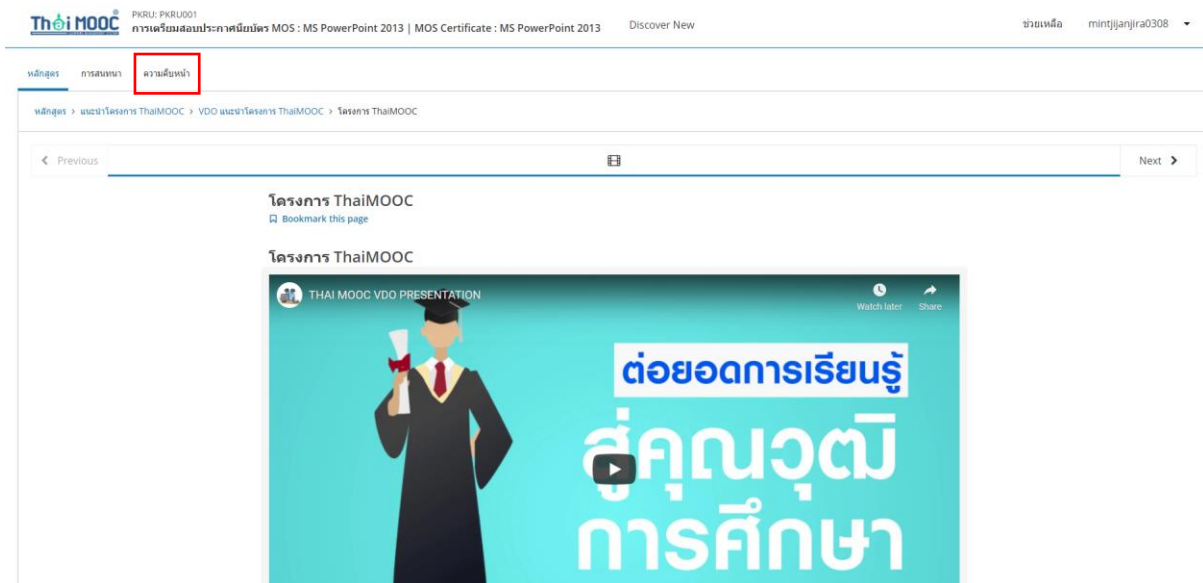 Thai MOOC
PKRU: PKRU001
การเตรียมสอบประกาศนียบัตร MOS : MS PowerPoint 2013 | MOS Certificate : MS PowerPoint 2013
Discover New
ช่วยเหลือ
mintjijanjira0308
หลักสูตร การสนทนา ความคืบหน้า
หลักสูตร > แนะนำโครงการ ThaiMOOC > VDO แนะนำโครงการ ThaiMOOC > โครงการ ThaiMOOC
Previous
Next
โครงการ ThaiMOOC
Bookmark this page
โครงการ ThaiMOOC
THAI MOOC VDO PRESENTATION
Watch later Share
ต่อยอดการเรียนรู้
สู่คุณวุฒิ
การศึกษา